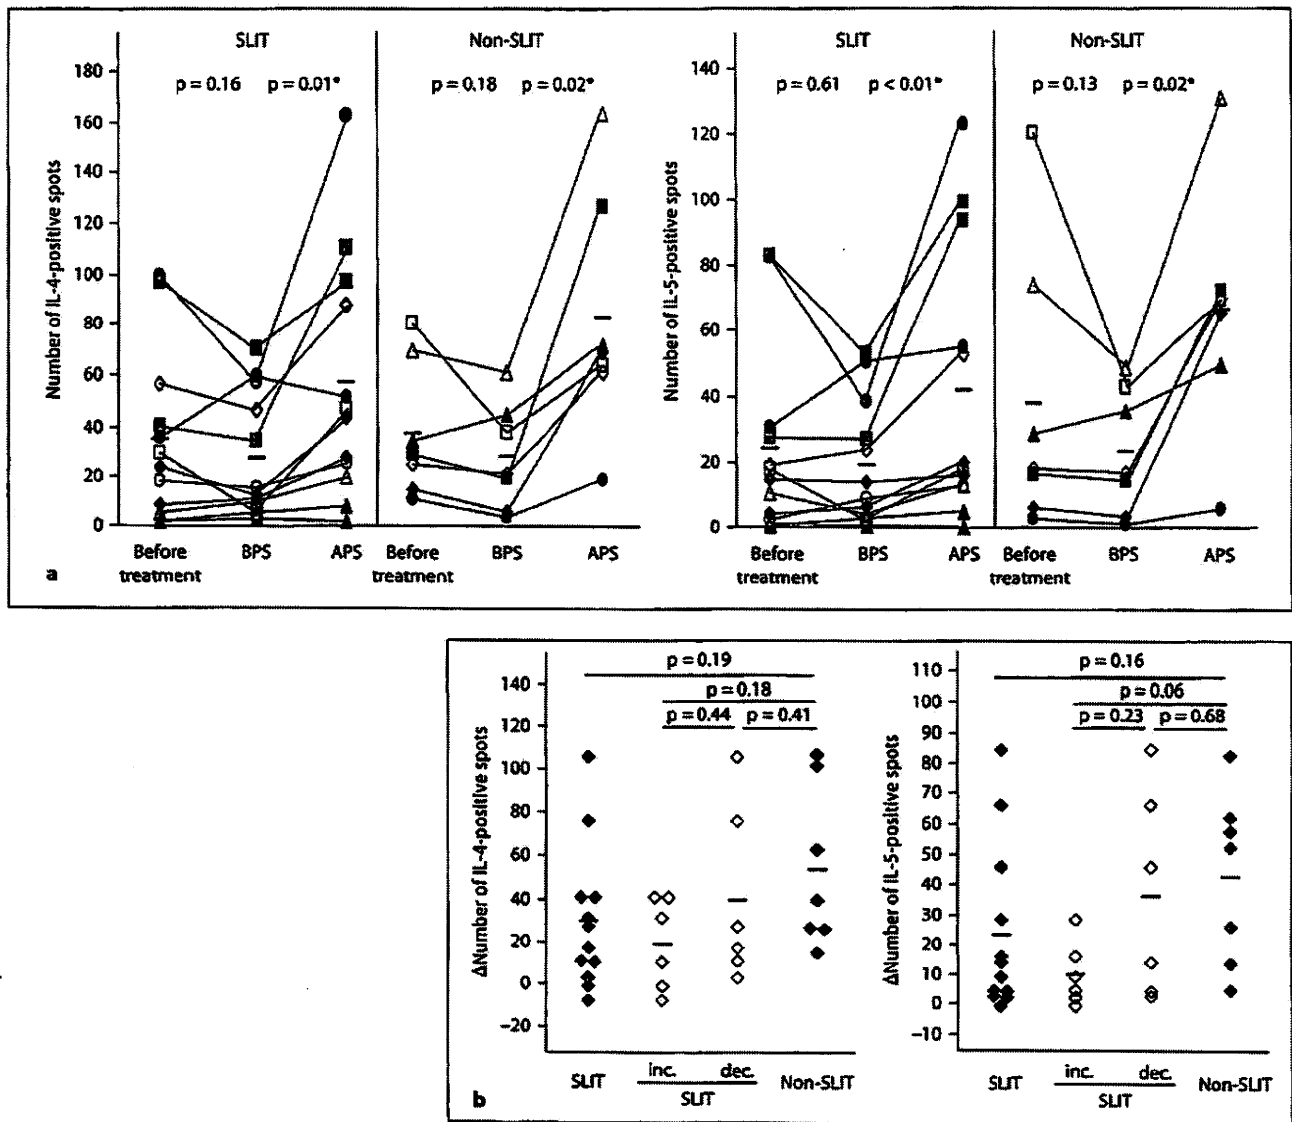 SLIT
Non-SLIT
p = 0.16 p = 0.01*
p = 0.18 p = 0.02*
Number of IL-4-positive spots
180
160
140
120
100
80
60
40
20
0
Before treatment
BPS
APS
Before treatment
BPS
APS
SLIT
Non-SLIT
p = 0.61 p < 0.01*
p = 0.13 p = 0.02*
Number of IL-5-positive spots
140
120
100
80
60
40
20
0
Before treatment
BPS
APS
Before treatment
BPS
APS
a
p = 0.19
p = 0.18
p = 0.44 p = 0.41
ΔNumber of IL-4-positive spots
140
120
100
80
60
40
20
0
−20
SLIT
inc.
dec.
SLIT
Non-SLIT
p = 0.16
p = 0.06
p = 0.23 p = 0.68
ΔNumber of IL-5-positive spots
110
100
90
80
70
60
50
40
30
20
10
0
−10
SLIT
inc.
dec.
SLIT
Non-SLIT
b